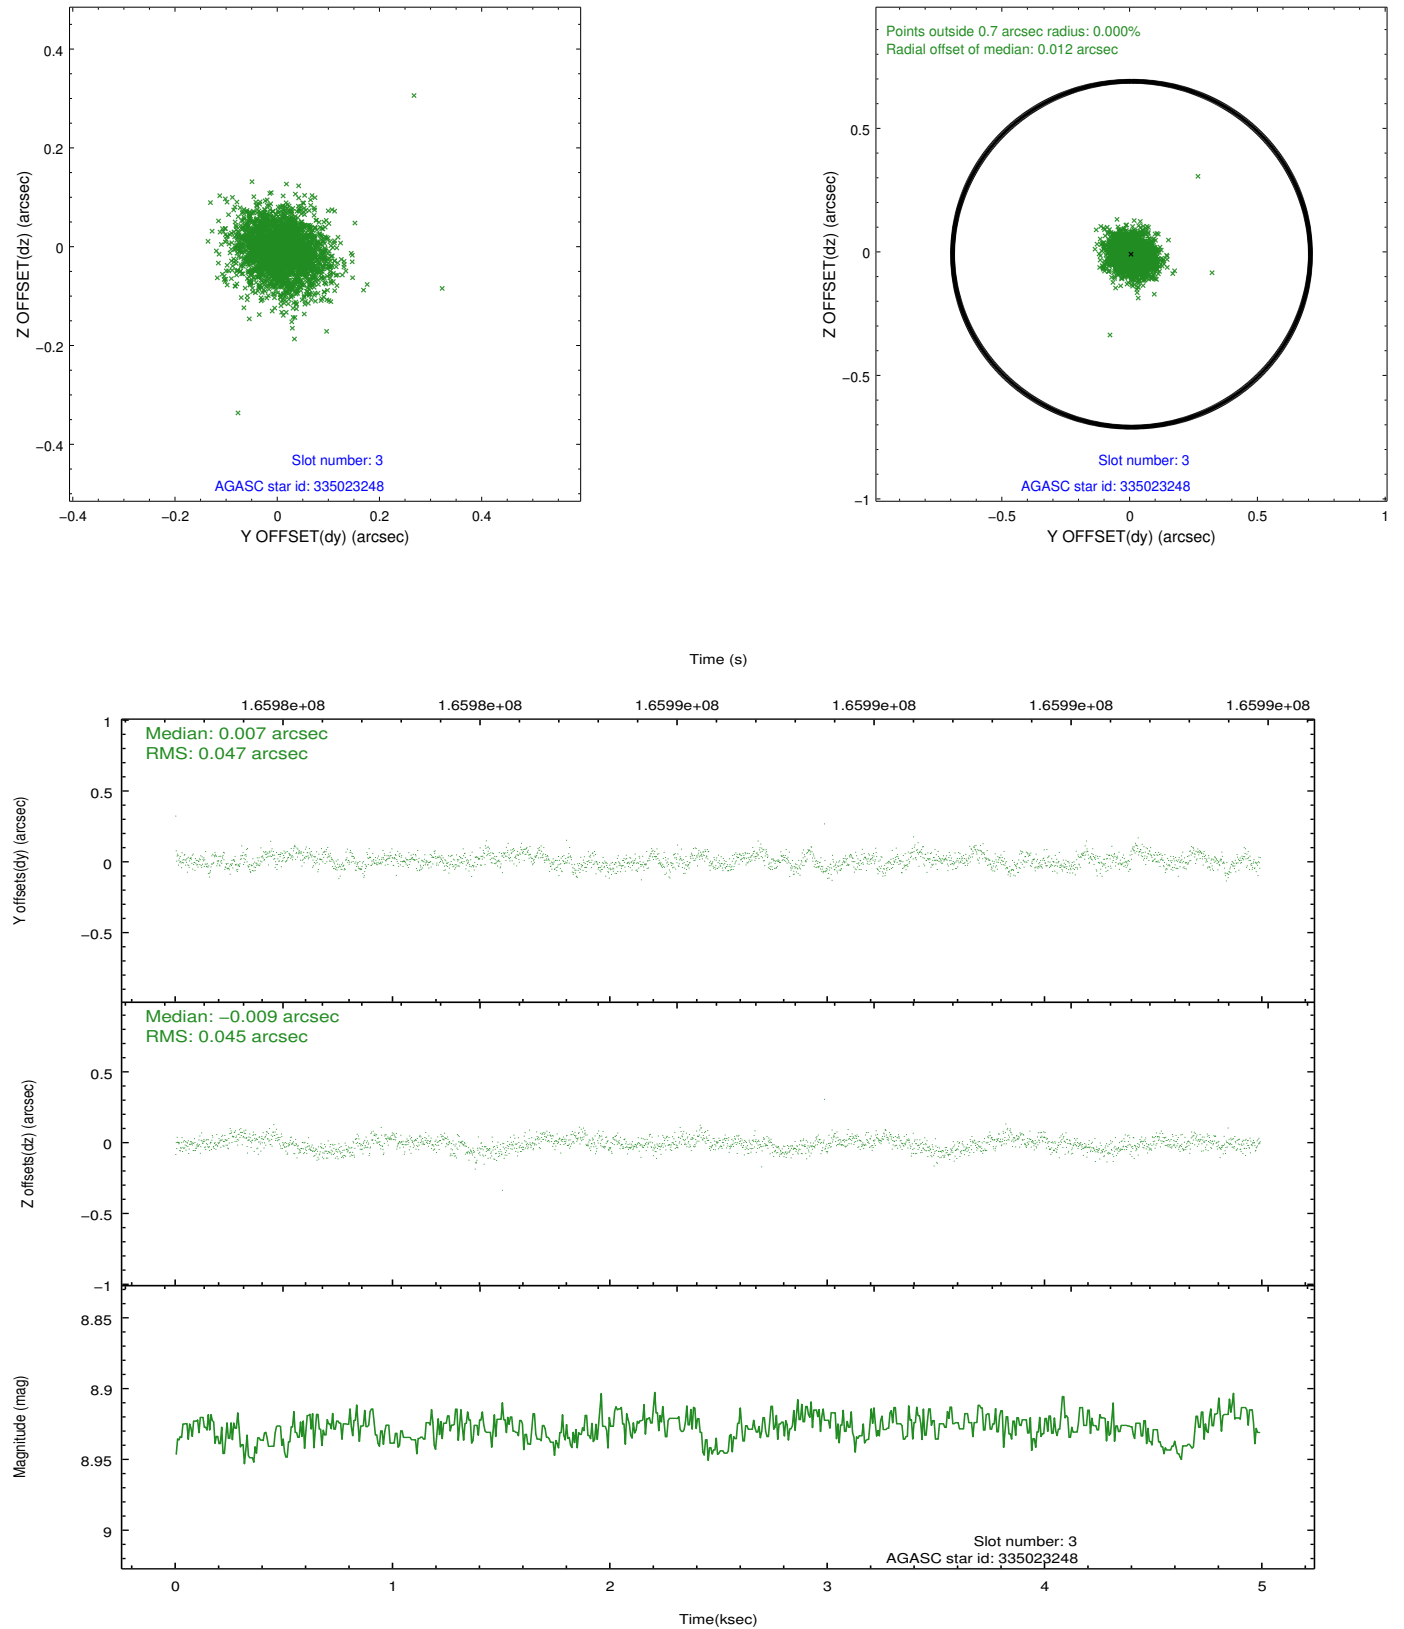 0.4
0.2
0
−0.2
−0.4
Z OFFSET(dz) (arcsec)
Slot number: 3
AGASC star id: 335023248
−0.4
−0.2
0
0.2
0.4
Y OFFSET(dy) (arcsec)
Points outside 0.7 arcsec radius: 0.000%
Radial offset of median: 0.012 arcsec
0.5
0
−0.5
−1
Z OFFSET(dz) (arcsec)
Slot number: 3
AGASC star id: 335023248
−0.5
0
0.5
1
Y OFFSET(dy) (arcsec)
Time (s)
1.6598e+08
1.6598e+08
1.6599e+08
1.6599e+08
1.6599e+08
1.6599e+08
Median: 0.007 arcsec
RMS: 0.047 arcsec
1
0.5
0
−0.5
Y offsets(dy) (arcsec)
Median: −0.009 arcsec
RMS: 0.045 arcsec
0.5
0
−0.5
−1
Z offsets(dz) (arcsec)
8.85
8.9
8.95
9
Magnitude (mag)
Slot number: 3
AGASC star id: 335023248
0
1
2
3
4
5
Time(ksec)